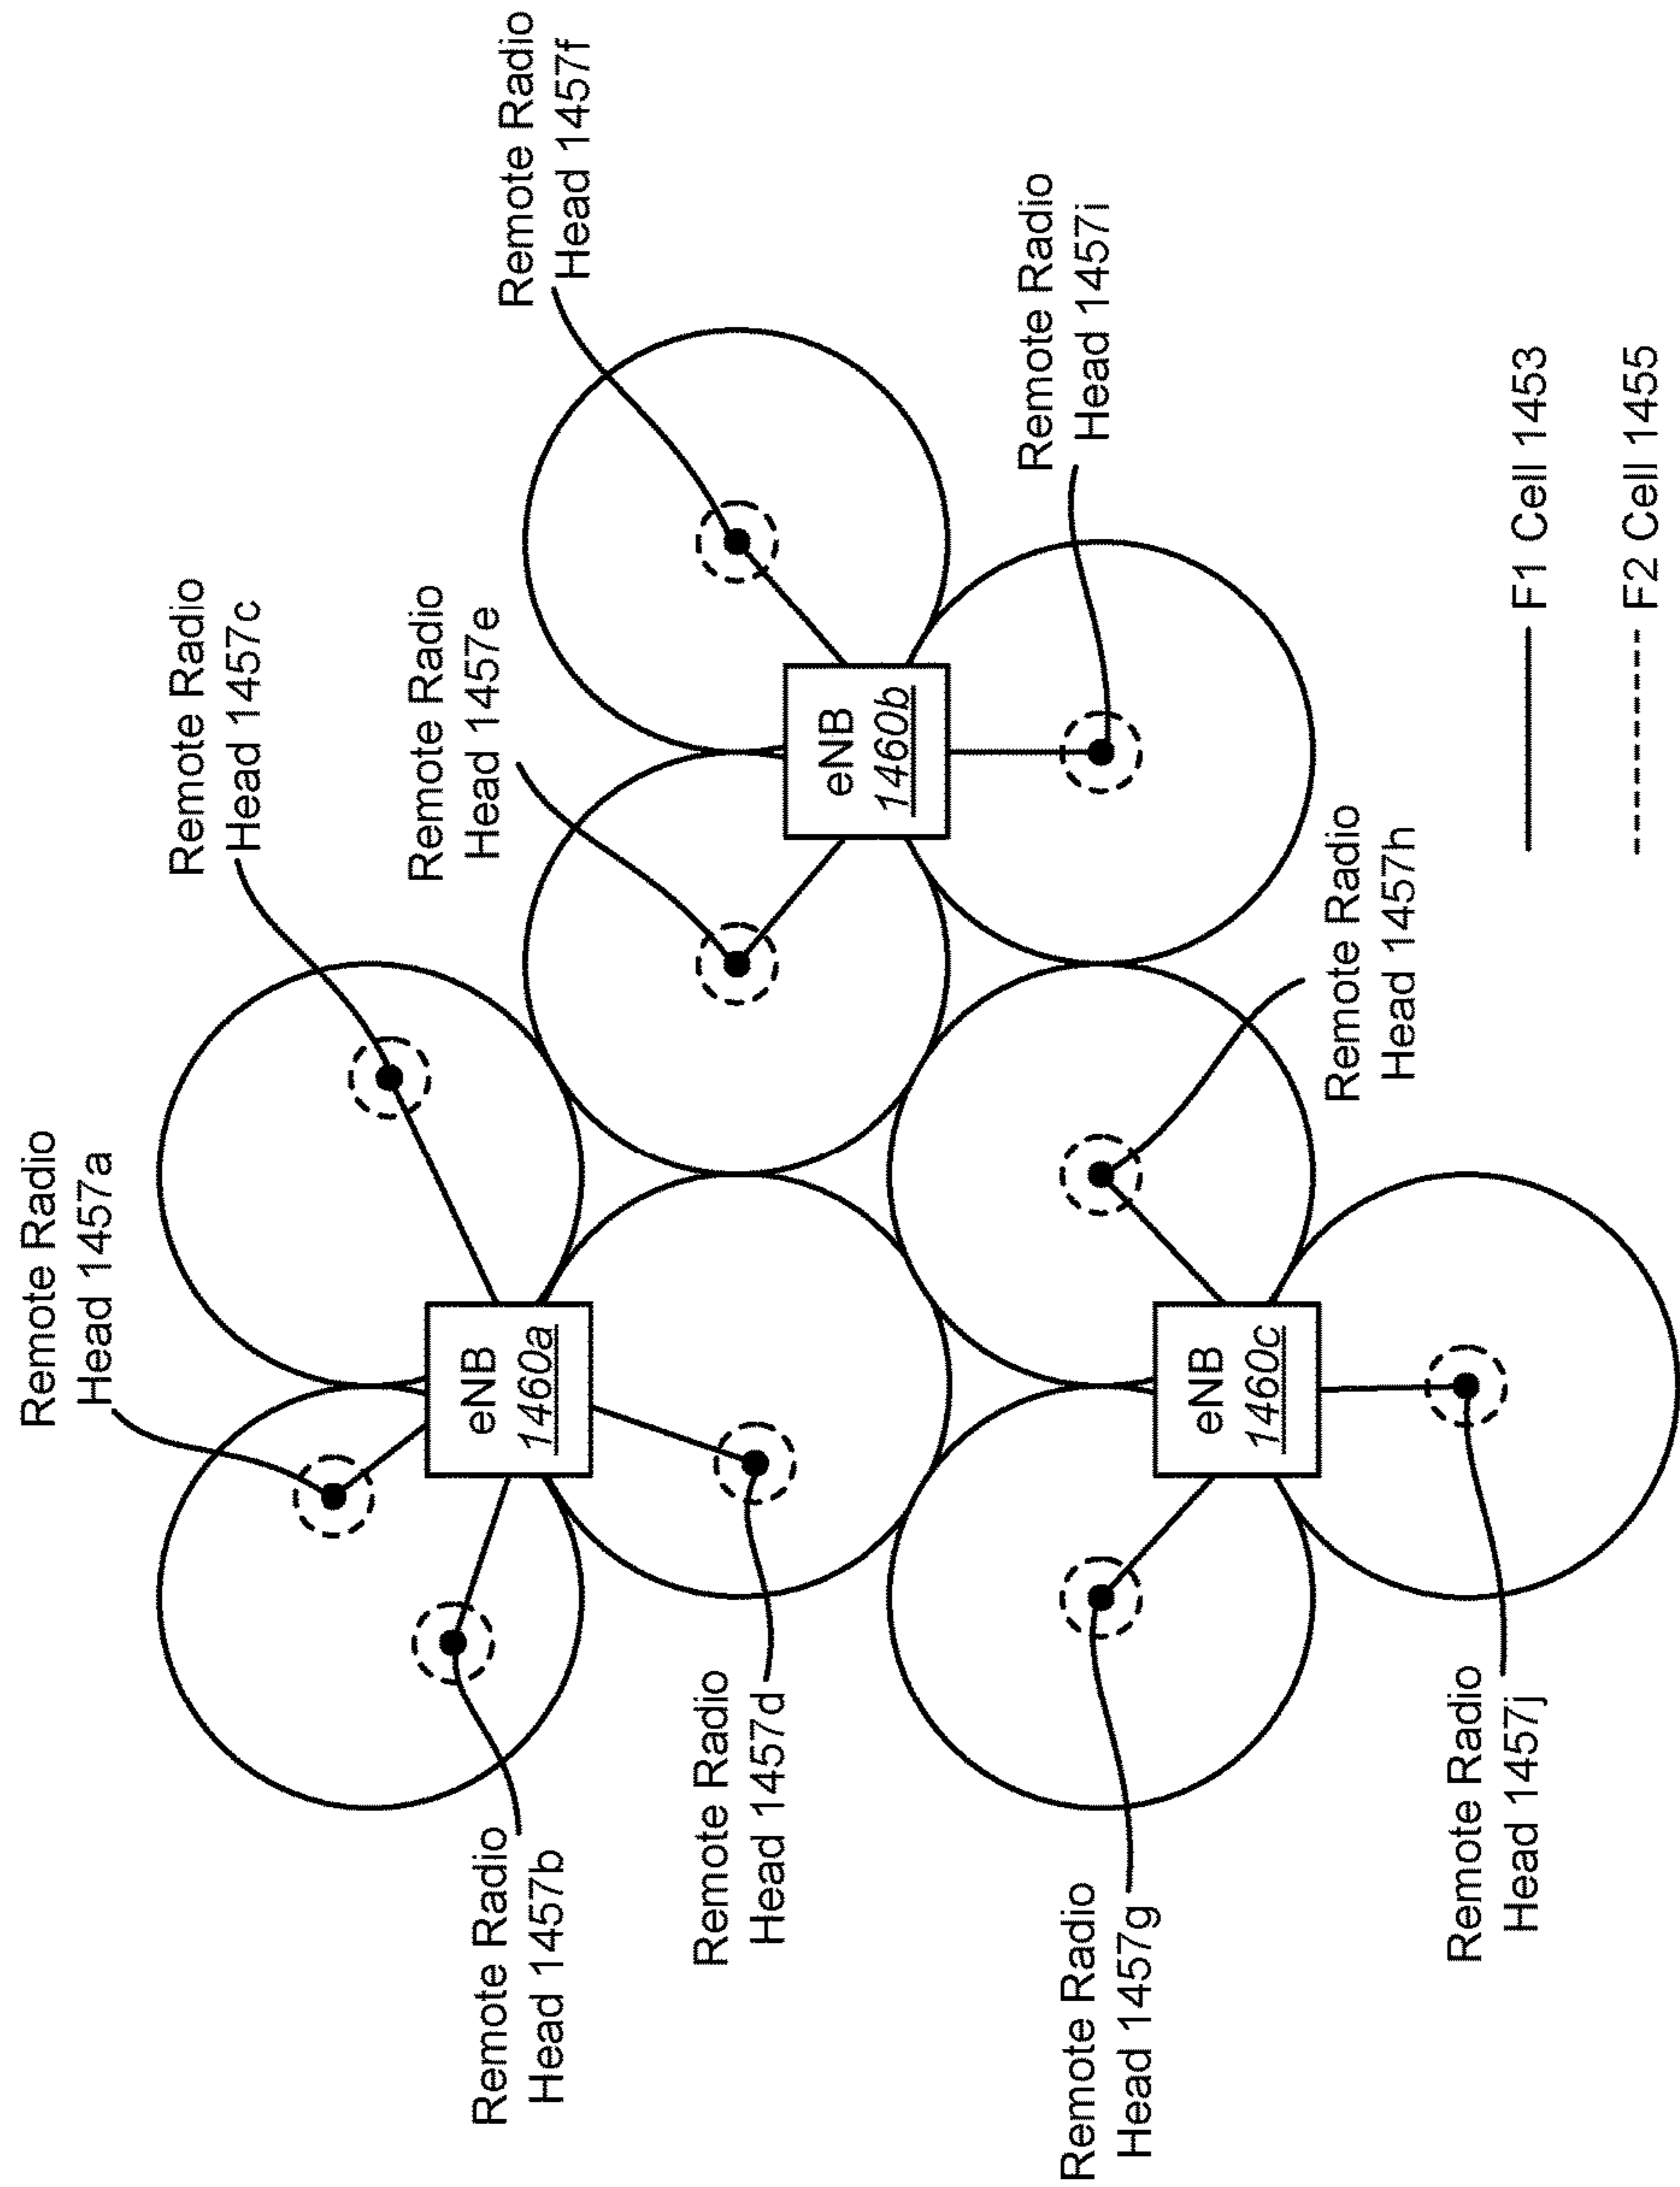 Remote Radio
Head 1457a
Remote Radio
Head 1457c
Remote Radio
Head 1457e
Remote Radio
Head 1457f
Remote Radio
Head 1457b
eNB
1460a
Remote Radio
Head 1457d
eNB
1460b
Remote Radio
Head 1457i
Remote Radio
Head 1457g
Remote Radio
Head 1457h
eNB
1460c
Remote Radio
Head 1457j
F1 Cell 1453
F2 Cell 1455